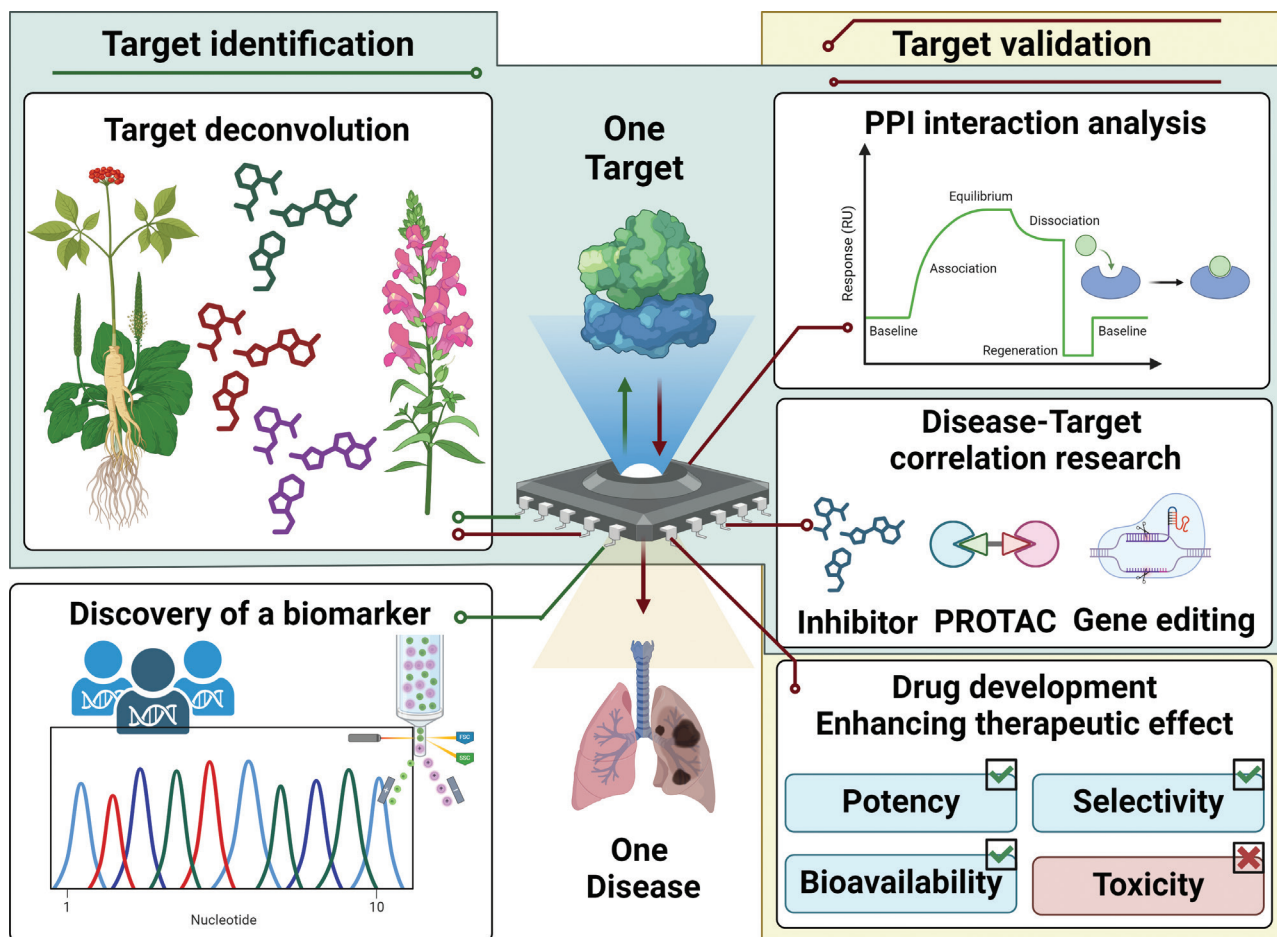 Target identification
Target validation
Target deconvolution
One
Target
PPI interaction analysis
Response (RU)
Equilibrium
Dissociation
Association
Baseline
Baseline
Regeneration
Disease-Target
correlation research
Inhibitor
PROTAC
Gene editing
Discovery of a biomarker
FSC
SSC
1
10
Nucleotide
One
Disease
Drug development
Enhancing therapeutic effect
Potency
Selectivity
Bioavailability
Toxicity